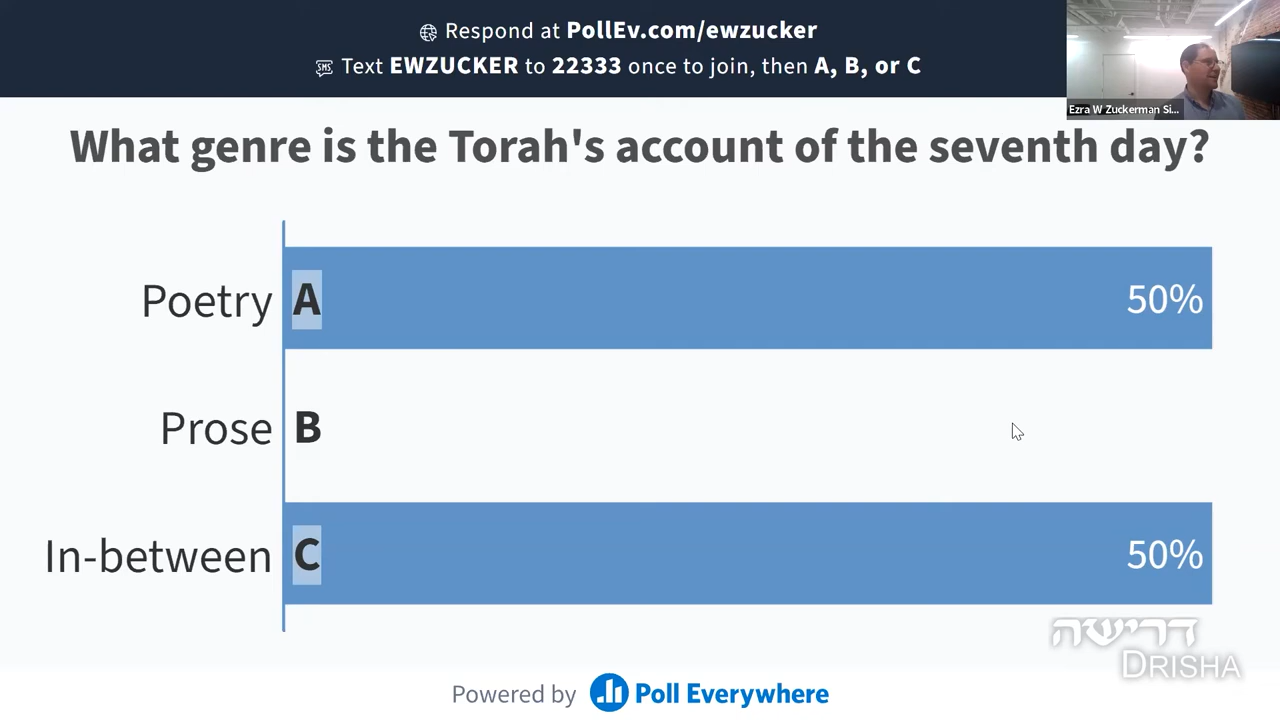 Respond at PollEv.com/ewzucker
Text EWZUCKER to 22333 once to join, then A, B, or C
Ezra W Zuckerman Si...
What genre is the Torah's account of the seventh day?
Poetry A 50%
Prose B
In-between C 50%
דרישה
DRISHA
Powered by Poll Everywhere